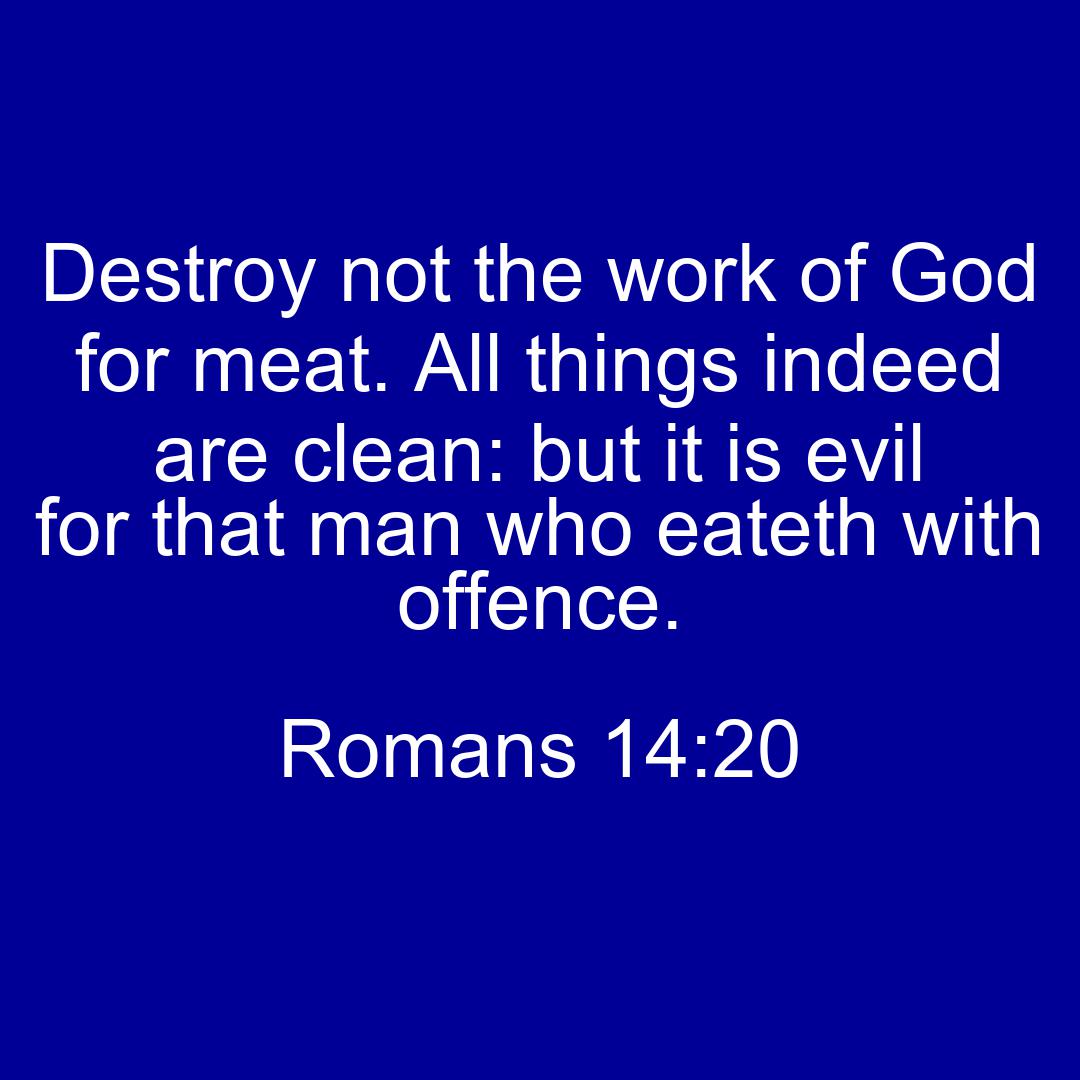 Destroy not the work of God
for meat. All things indeed
are clean: but it is evil
for that man who eateth with
offence.
Romans 14:20